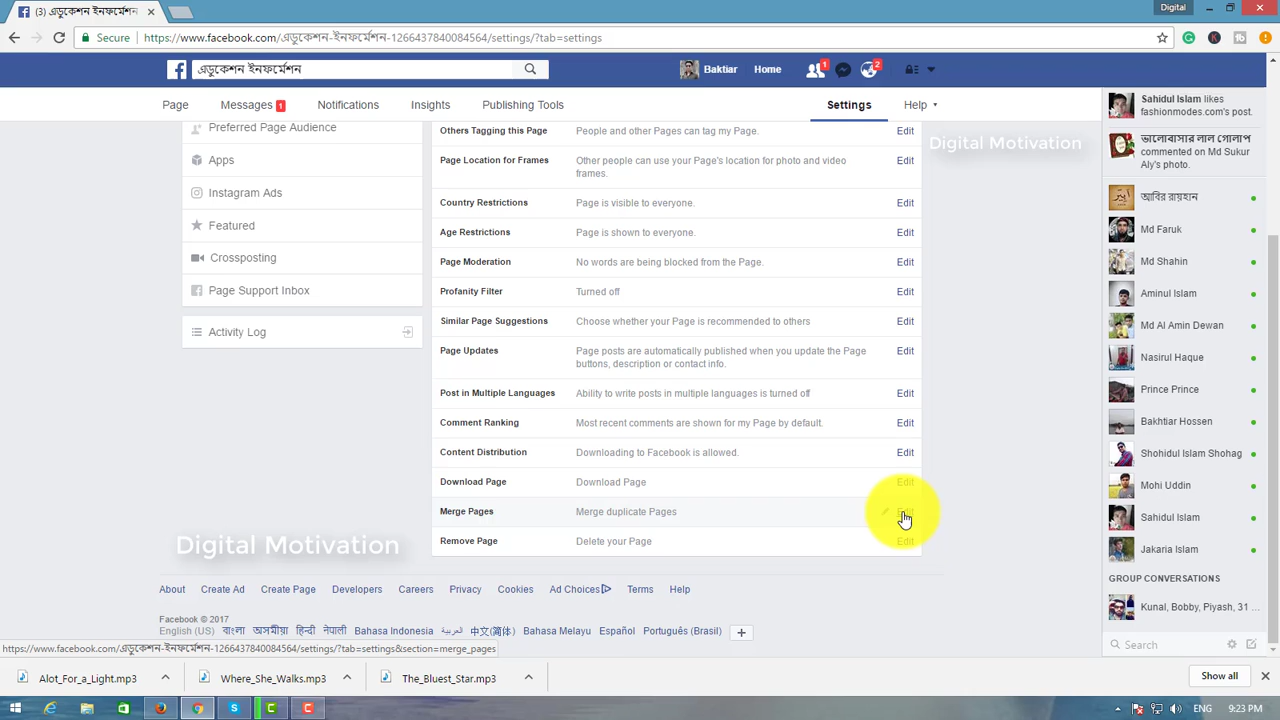 (3) এডুকেশন ইনফর্মেশন
Digital
Secure
https://www.facebook.com/এডুকেশন-ইনফর্মেশন-1266437840084564/settings/?tab=settings
এডুকেশন ইনফর্মেশন
Baktiar
Home
1
2
Page
Messages 1
Notifications
Insights
Publishing Tools
Settings
Help
Preferred Page Audience
Apps
Instagram Ads
Featured
Crossposting
Page Support Inbox
Activity Log
Others Tagging this Page People and other Pages can tag my Page. Edit
Page Location for Frames Other people can use your Page's location for photo and video Edit
frames.
Country Restrictions Page is visible to everyone. Edit
Age Restrictions Page is shown to everyone. Edit
Page Moderation No words are being blocked from the Page. Edit
Profanity Filter Turned off Edit
Similar Page Suggestions Choose whether your Page is recommended to others Edit
Page Updates Page posts are automatically published when you update the Page Edit
buttons, description or contact info.
Post in Multiple Languages Ability to write posts in multiple languages is turned off Edit
Comment Ranking Most recent comments are shown for my Page by default. Edit
Content Distribution Downloading to Facebook is allowed. Edit
Download Page Download Page Edit
Merge Pages Merge duplicate Pages Edit
Remove Page Delete your Page Edit
Digital Motivation
Digital Motivation
Sahidul Islam likes
fashionmodes.com's post.
ভালোবাসার লাল গোলাপ
commented on Md Sukur
Aly's photo.
আবির রায়হান
Md Faruk
Md Shahin
Aminul Islam
Md Al Amin Dewan
Nasirul Haque
Prince Prince
Bakhtiar Hossen
Shohidul Islam Shohag
Mohi Uddin
Sahidul Islam
Jakaria Islam
GROUP CONVERSATIONS
Kunal, Bobby, Piyash, 31 ...
Search
About Create Ad Create Page Developers Careers Privacy Cookies Ad Choices Terms Help
Facebook © 2017
English (US) বাংলা অসমীয়া हिन्दी नेपाली Bahasa Indonesia العربية 中文(简体) Bahasa Melayu Español Português (Brasil)
https://www.facebook.com/এডুকেশন-ইনফর্মেশন-1266437840084564/settings/?tab=settings&section=merge_pages
Alot_For_a_Light.mp3
Where_She_Walks.mp3
The_Bluest_Star.mp3
Show all
ENG
9:23 PM